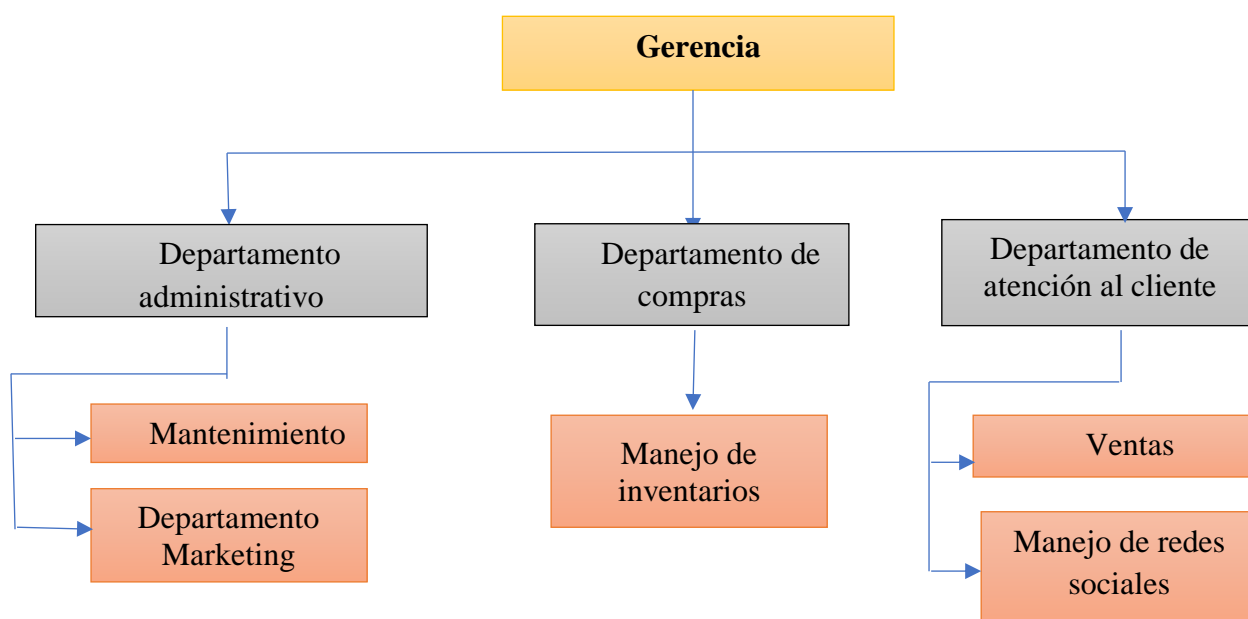 Gerencia
Departamento
administrativo
Departamento de
compras
Departamento de
atención al cliente
Mantenimiento
Departamento
Marketing
Manejo de
inventarios
Ventas
Manejo de redes
sociales